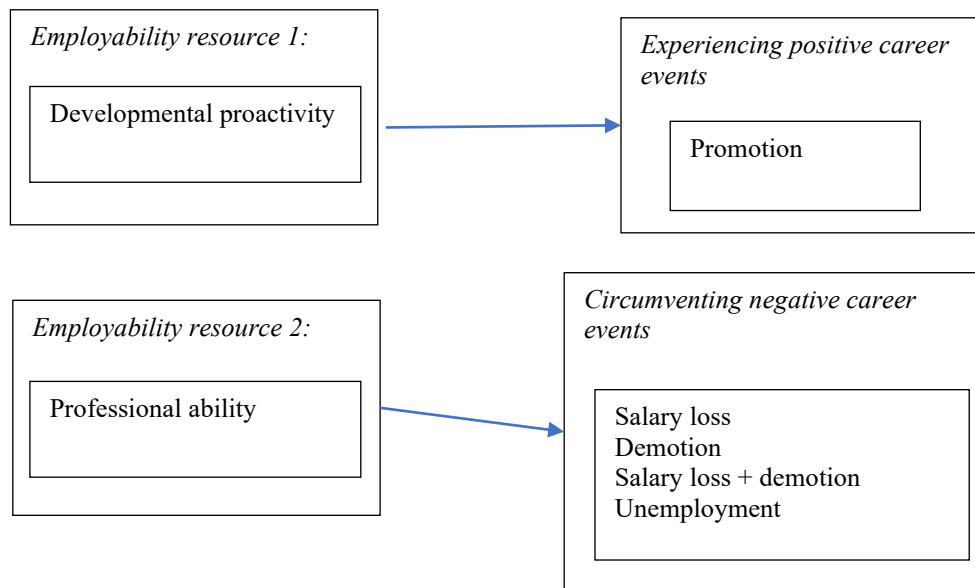 Employability resource 1:
Developmental proactivity
Experiencing positive career
events
Promotion
Employability resource 2:
Professional ability
Circumventing negative career
events
Salary loss
Demotion
Salary loss + demotion
Unemployment